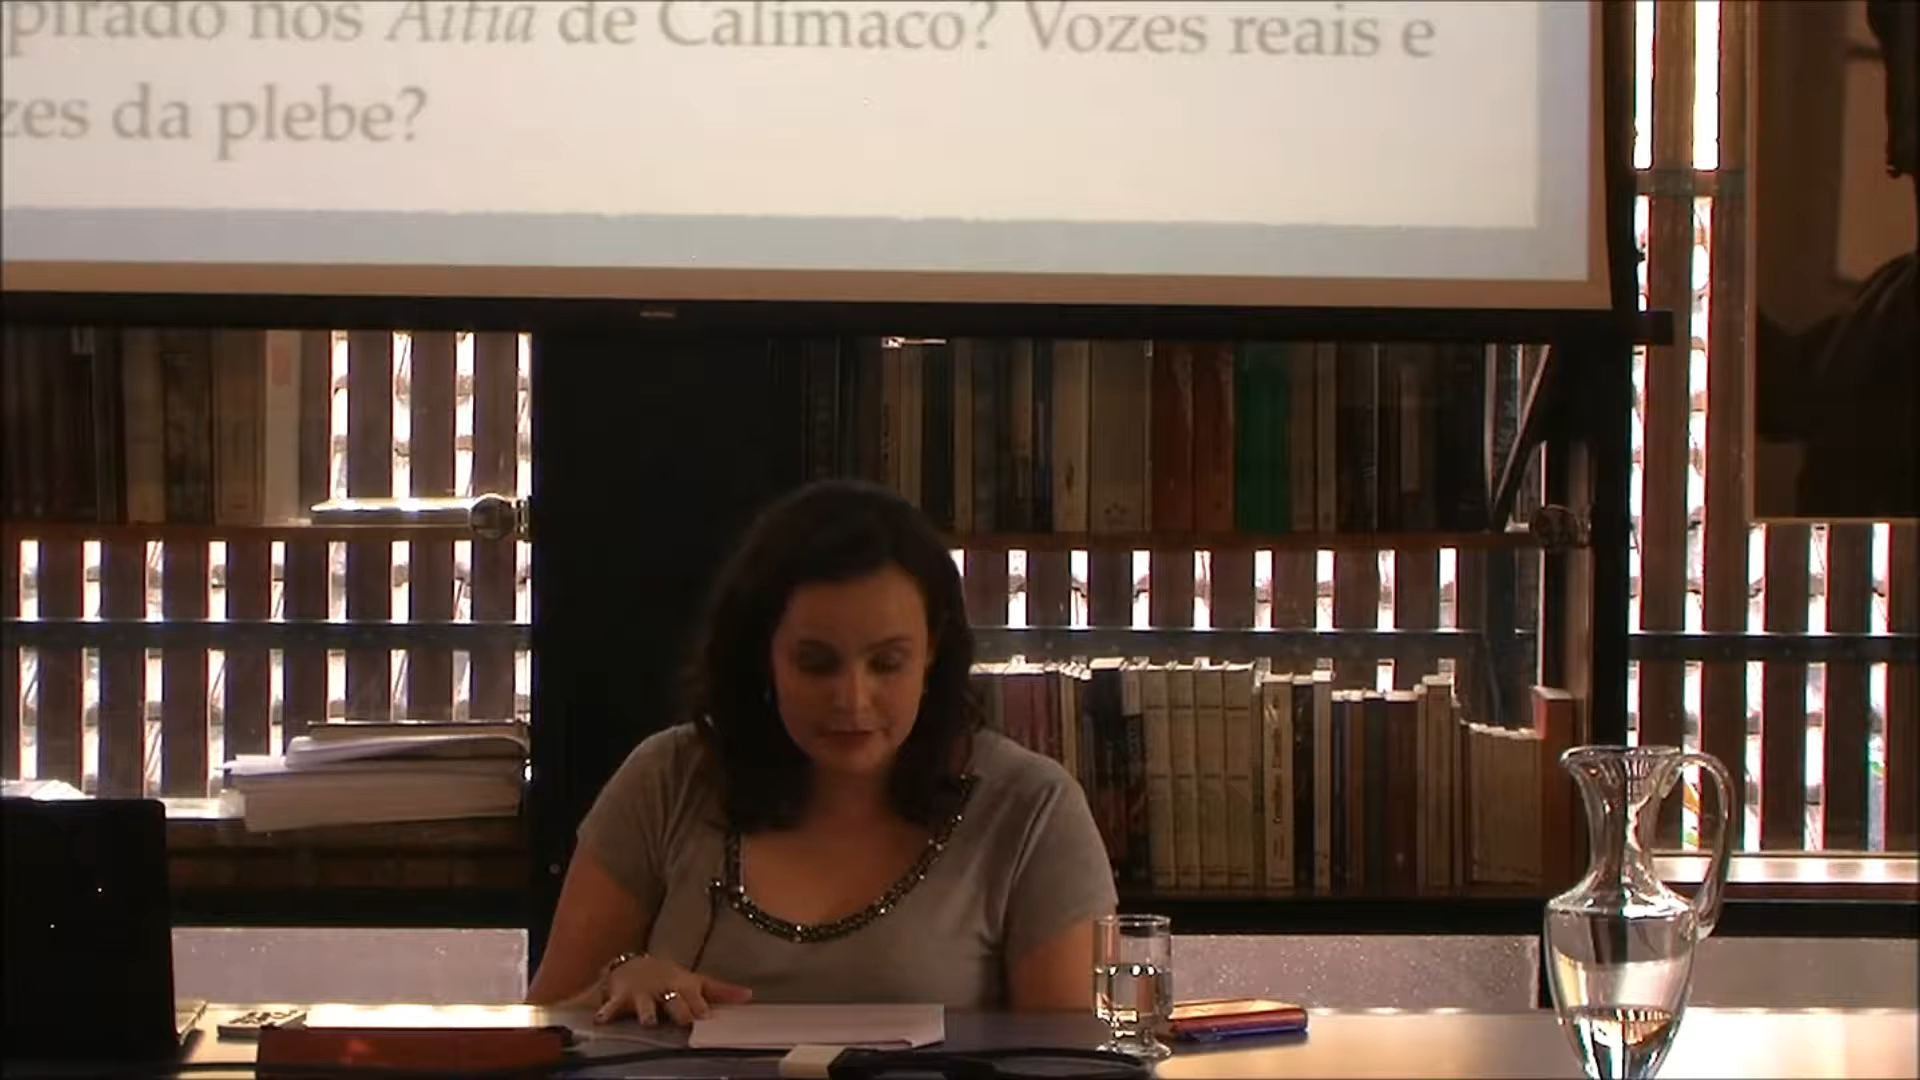 pirado nos Aitia de Calímaco? Vozes reais e
zes da plebe?